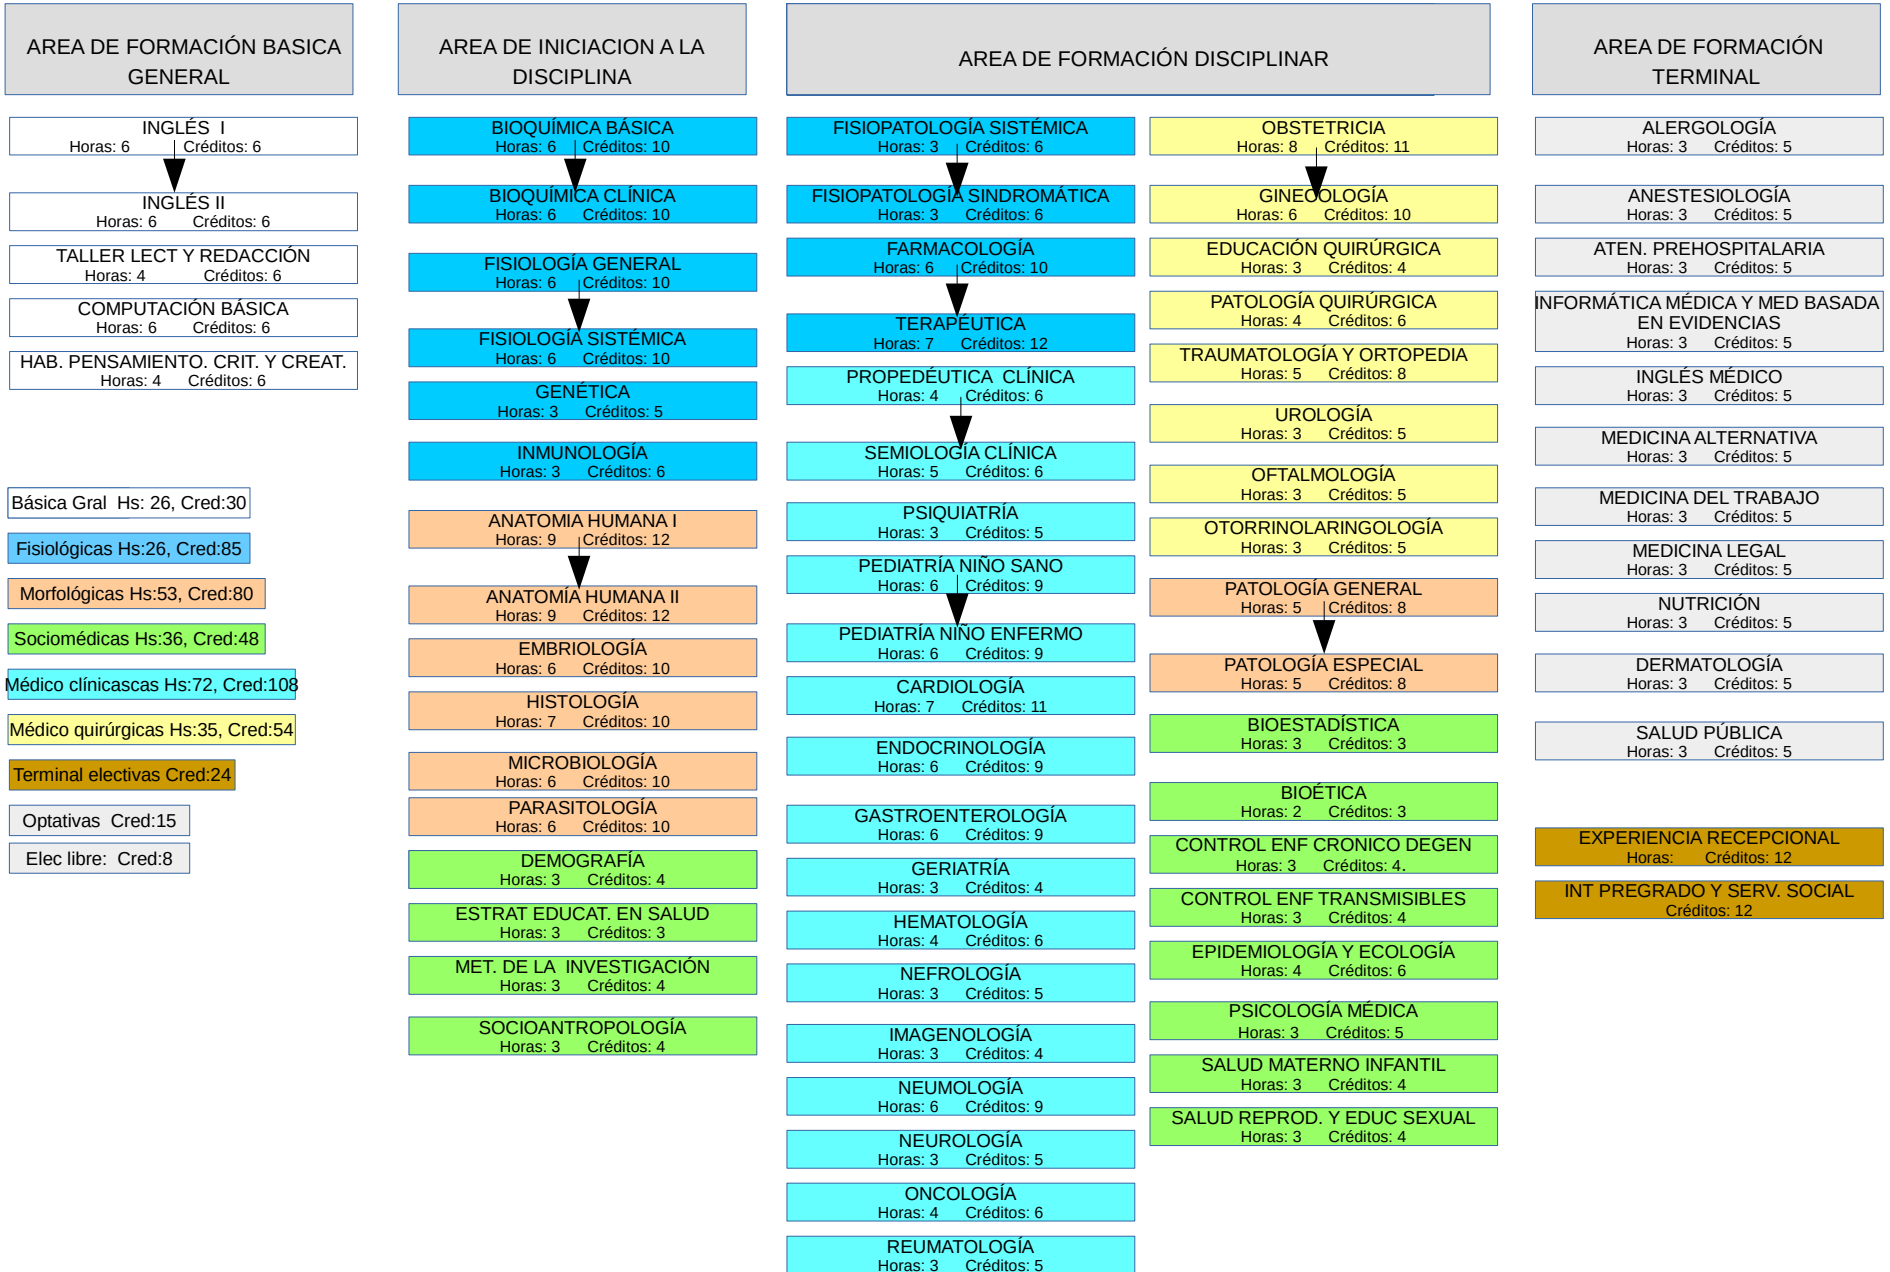 AREA DE FORMACIÓN BASICA
GENERAL
INGLÉS I
Horas: 6 Créditos: 6
INGLÉS II
Horas: 6 Créditos: 6
TALLER LECT Y REDACCIÓN
Horas: 4 Créditos: 6
COMPUTACIÓN BÁSICA
Horas: 6 Créditos: 6
HAB. PENSAMIENTO. CRIT. Y CREAT.
Horas: 4 Créditos: 6
Básica Gral Hs: 26, Cred:30
Fisiológicas Hs:26, Cred:85
Morfológicas Hs:53, Cred:80
Sociomédicas Hs:36, Cred:48
Médico clínicascas Hs:72, Cred:108
Médico quirúrgicas Hs:35, Cred:54
Terminal electivas Cred:24
Optativas Cred:15
Elec libre: Cred:8
AREA DE INICIACION A LA
DISCIPLINA
BIOQUÍMICA BÁSICA
Horas: 6 Créditos: 10
BIOQUÍMICA CLÍNICA
Horas: 6 Créditos: 10
FISIOLOGÍA GENERAL
Horas: 6 Créditos: 10
FISIOLOGÍA SISTÉMICA
Horas: 6 Créditos: 10
GENÉTICA
Horas: 3 Créditos: 5
INMUNOLOGÍA
Horas: 3 Créditos: 6
ANATOMIA HUMANA I
Horas: 9 Créditos: 12
ANATOMÍA HUMANA II
Horas: 9 Créditos: 12
EMBRIOLOGÍA
Horas: 6 Créditos: 10
HISTOLOGÍA
Horas: 7 Créditos: 10
MICROBIOLOGÍA
Horas: 6 Créditos: 10
PARASITOLOGÍA
Horas: 6 Créditos: 10
DEMOGRAFÍA
Horas: 3 Créditos: 4
ESTRAT EDUCAT. EN SALUD
Horas: 3 Créditos: 3
MET. DE LA INVESTIGACIÓN
Horas: 3 Créditos: 4
SOCIOANTROPOLOGÍA
Horas: 3 Créditos: 4
AREA DE FORMACIÓN DISCIPLINAR
FISIOPATOLOGÍA SISTÉMICA
Horas: 3 Créditos: 6
FISIOPATOLOGÍA SINDROMÁTICA
Horas: 3 Créditos: 6
FARMACOLOGÍA
Horas: 6 Créditos: 10
TERAPÉUTICA
Horas: 7 Créditos: 12
PROPEDÉUTICA CLÍNICA
Horas: 4 Créditos: 6
SEMIOLOGÍA CLÍNICA
Horas: 5 Créditos: 6
PSIQUIATRÍA
Horas: 3 Créditos: 5
PEDIATRÍA NIÑO SANO
Horas: 6 Créditos: 9
PEDIATRÍA NIÑO ENFERMO
Horas: 6 Créditos: 9
CARDIOLOGÍA
Horas: 7 Créditos: 11
ENDOCRINOLOGÍA
Horas: 6 Créditos: 9
GASTROENTEROLOGÍA
Horas: 6 Créditos: 9
GERIATRÍA
Horas: 3 Créditos: 4
HEMATOLOGÍA
Horas: 4 Créditos: 6
NEFROLOGÍA
Horas: 3 Créditos: 5
IMAGENOLOGÍA
Horas: 3 Créditos: 4
NEUMOLOGÍA
Horas: 6 Créditos: 9
NEUROLOGÍA
Horas: 3 Créditos: 5
ONCOLOGÍA
Horas: 4 Créditos: 6
REUMATOLOGÍA
Horas: 3 Créditos: 5
OBSTETRICIA
Horas: 8 Créditos: 11
GINECOLOGÍA
Horas: 6 Créditos: 10
EDUCACIÓN QUIRÚRGICA
Horas: 3 Créditos: 4
PATOLOGÍA QUIRÚRGICA
Horas: 4 Créditos: 6
TRAUMATOLOGÍA Y ORTOPEDIA
Horas: 5 Créditos: 8
UROLOGÍA
Horas: 3 Créditos: 5
OFTALMOLOGÍA
Horas: 3 Créditos: 5
OTORRINOLARINGOLOGÍA
Horas: 3 Créditos: 5
PATOLOGÍA GENERAL
Horas: 5 Créditos: 8
PATOLOGÍA ESPECIAL
Horas: 5 Créditos: 8
BIOESTADÍSTICA
Horas: 3 Créditos: 3
BIOÉTICA
Horas: 2 Créditos: 3
CONTROL ENF CRONICO DEGEN
Horas: 3 Créditos: 4.
CONTROL ENF TRANSMISIBLES
Horas: 3 Créditos: 4
EPIDEMIOLOGÍA Y ECOLOGÍA
Horas: 4 Créditos: 6
PSICOLOGÍA MÉDICA
Horas: 3 Créditos: 5
SALUD MATERNO INFANTIL
Horas: 3 Créditos: 4
SALUD REPROD. Y EDUC SEXUAL
Horas: 3 Créditos: 4
AREA DE FORMACIÓN
TERMINAL
ALERGOLOGÍA
Horas: 3 Créditos: 5
ANESTESIOLOGÍA
Horas: 3 Créditos: 5
ATEN. PREHOSPITALARIA
Horas: 3 Créditos: 5
INFORMÁTICA MÉDICA Y MED BASADA
EN EVIDENCIAS
Horas: 3 Créditos: 5
INGLÉS MÉDICO
Horas: 3 Créditos: 5
MEDICINA ALTERNATIVA
Horas: 3 Créditos: 5
MEDICINA DEL TRABAJO
Horas: 3 Créditos: 5
MEDICINA LEGAL
Horas: 3 Créditos: 5
NUTRICIÓN
Horas: 3 Créditos: 5
DERMATOLOGÍA
Horas: 3 Créditos: 5
SALUD PÚBLICA
Horas: 3 Créditos: 5
EXPERIENCIA RECEPCIONAL
Horas: Créditos: 12
INT PREGRADO Y SERV. SOCIAL
Créditos: 12